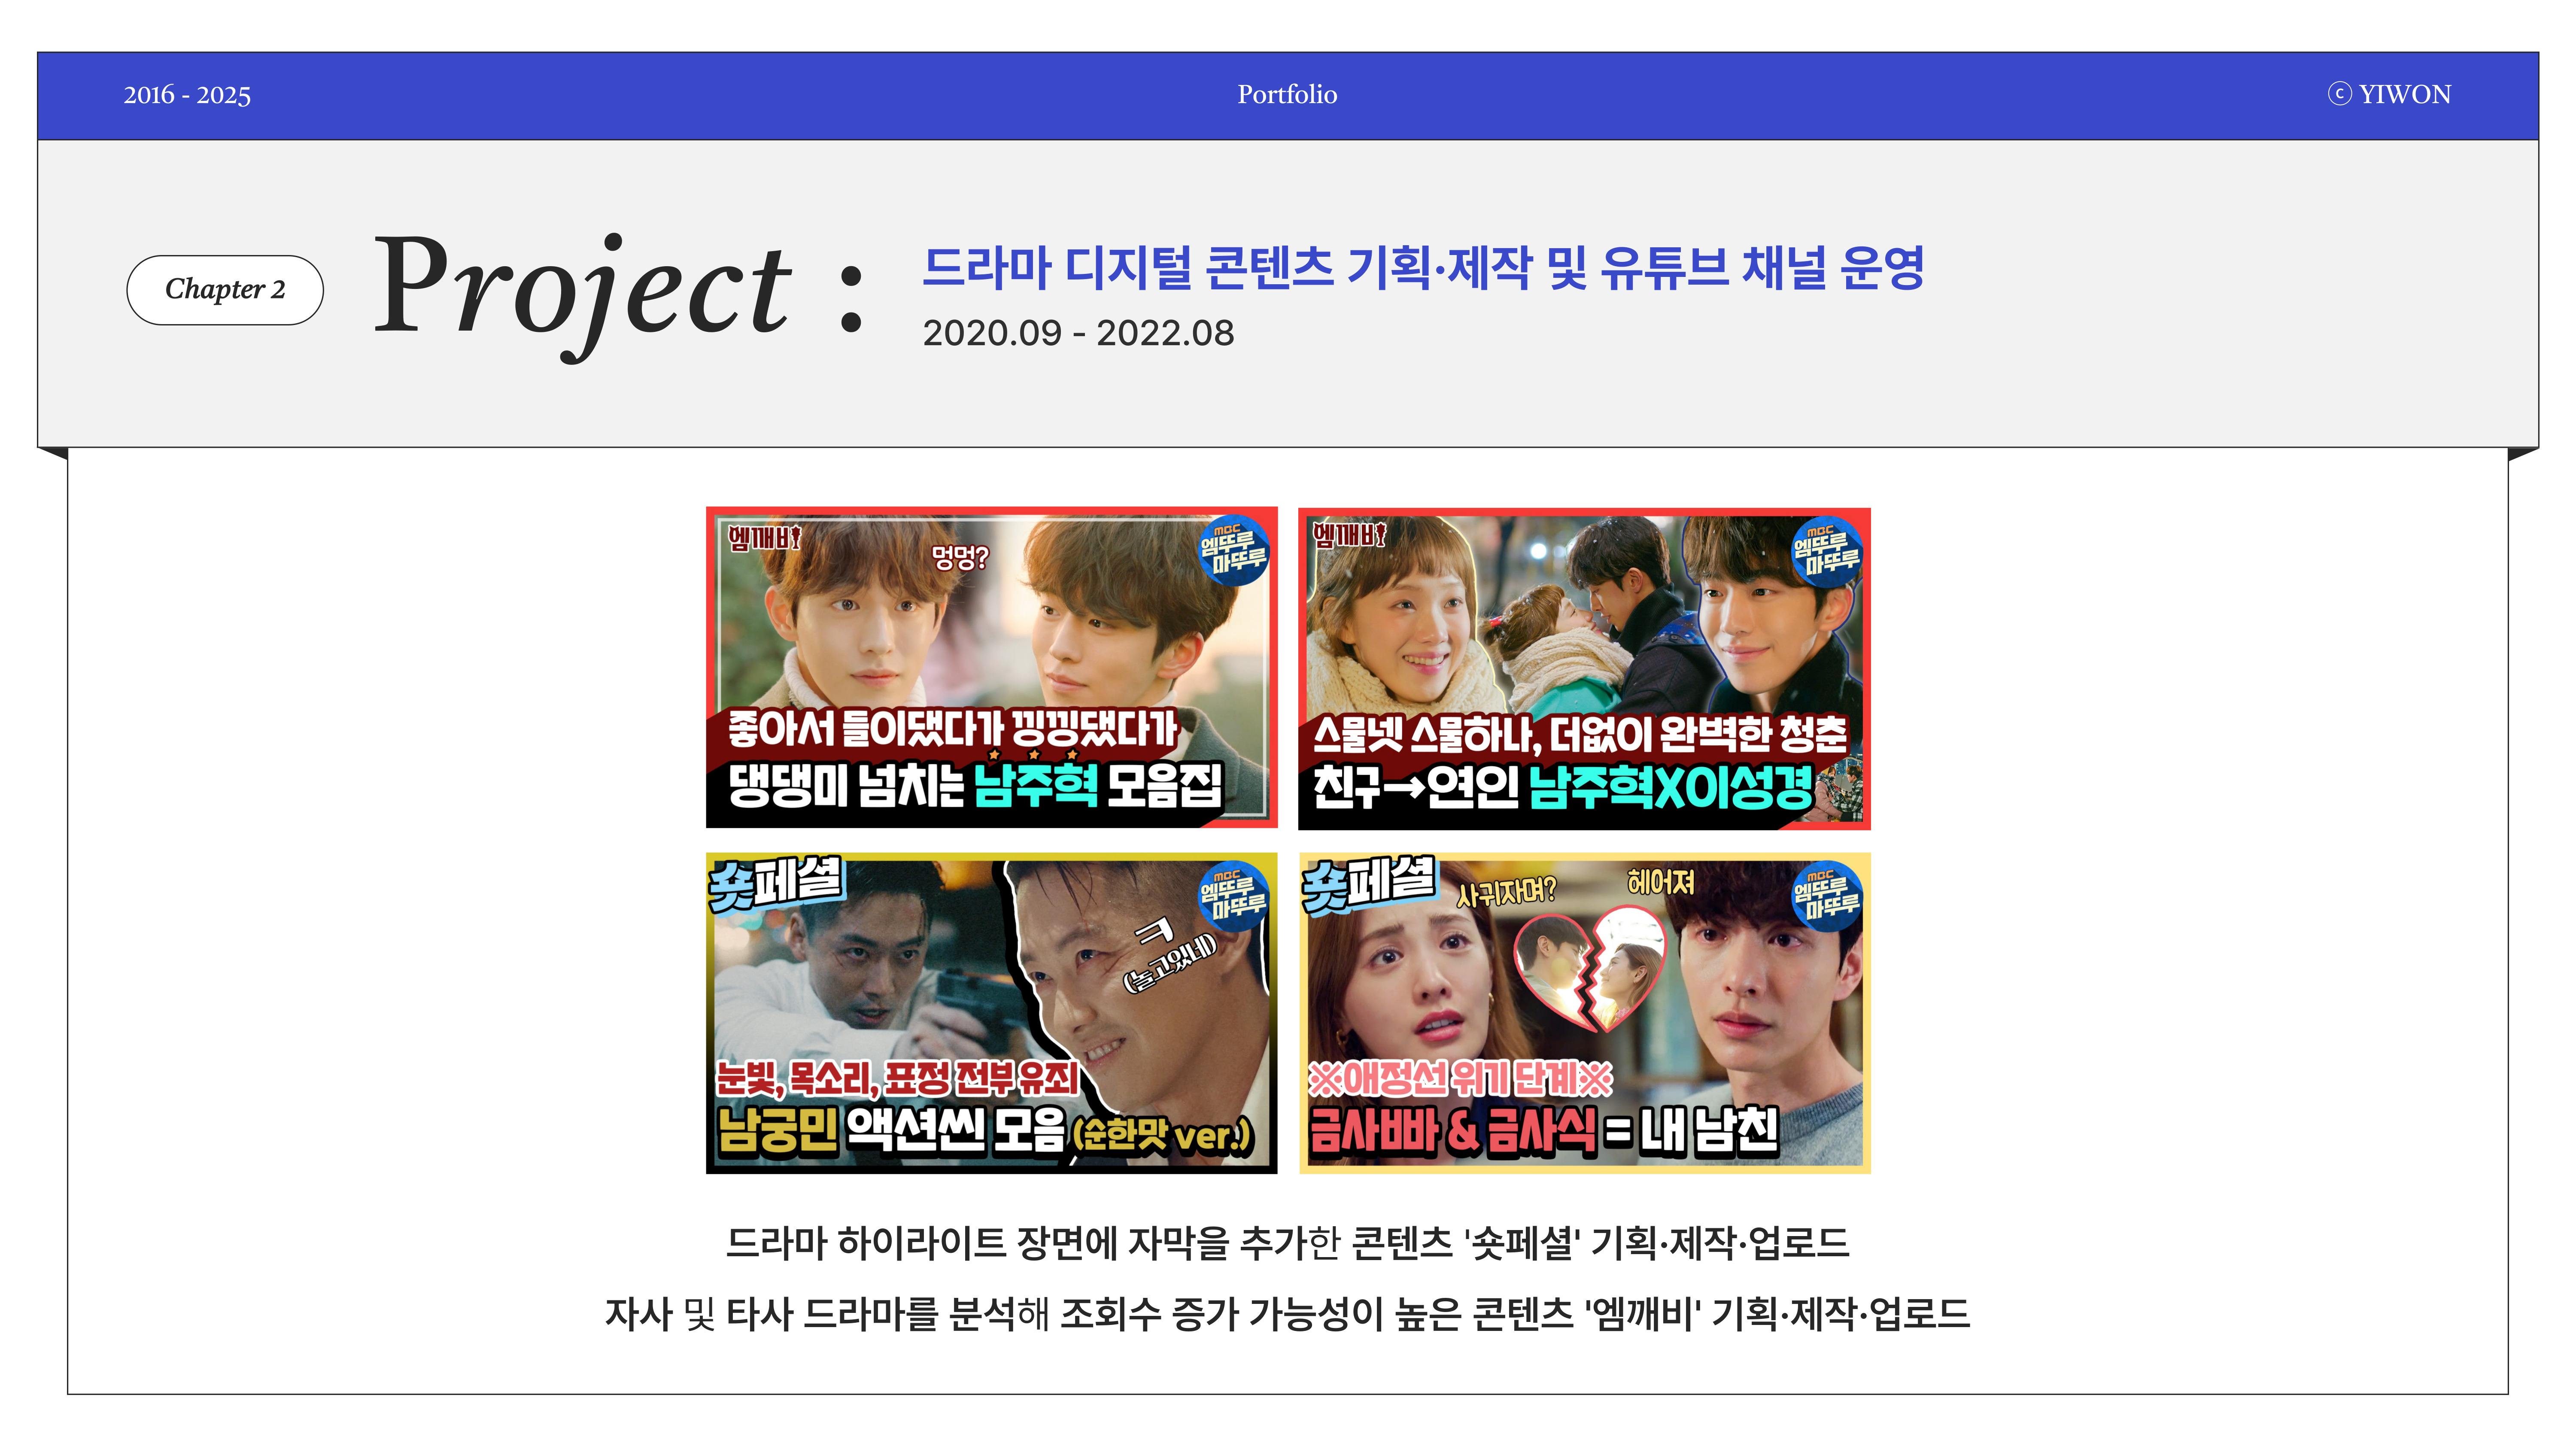 2016 - 2025
Portfolio
ⓒ YIWON
Chapter 2
Project :
드라마 디지털 콘텐츠 기획·제작 및 유튜브 채널 운영
2020.09 - 2022.08
엠깨비
멍멍?
mbc
엠뚜루
마뚜루
좋아서 들이댔다가 낑낑댔다가
댕댕미 넘치는 남주혁 모음집
엠깨비
mbc
엠뚜루
마뚜루
스물넷 스물하나, 더없이 완벽한 청춘
친구→연인 남주혁X이성경
숏페셜
mbc
엠뚜루
마뚜루
ㅋ
(놀고있네)
눈빛, 목소리, 표정 전부 유죄
남궁민 액션씬 모음 (순한맛 ver.)
숏페셜
사귀자며?
헤어져
mbc
엠뚜루
마뚜루
※애정선 위기 단계※
금사빠 & 금사식 = 내 남친
드라마 하이라이트 장면에 자막을 추가한 콘텐츠 '숏페셜' 기획·제작·업로드
자사 및 타사 드라마를 분석해 조회수 증가 가능성이 높은 콘텐츠 '엠깨비' 기획·제작·업로드